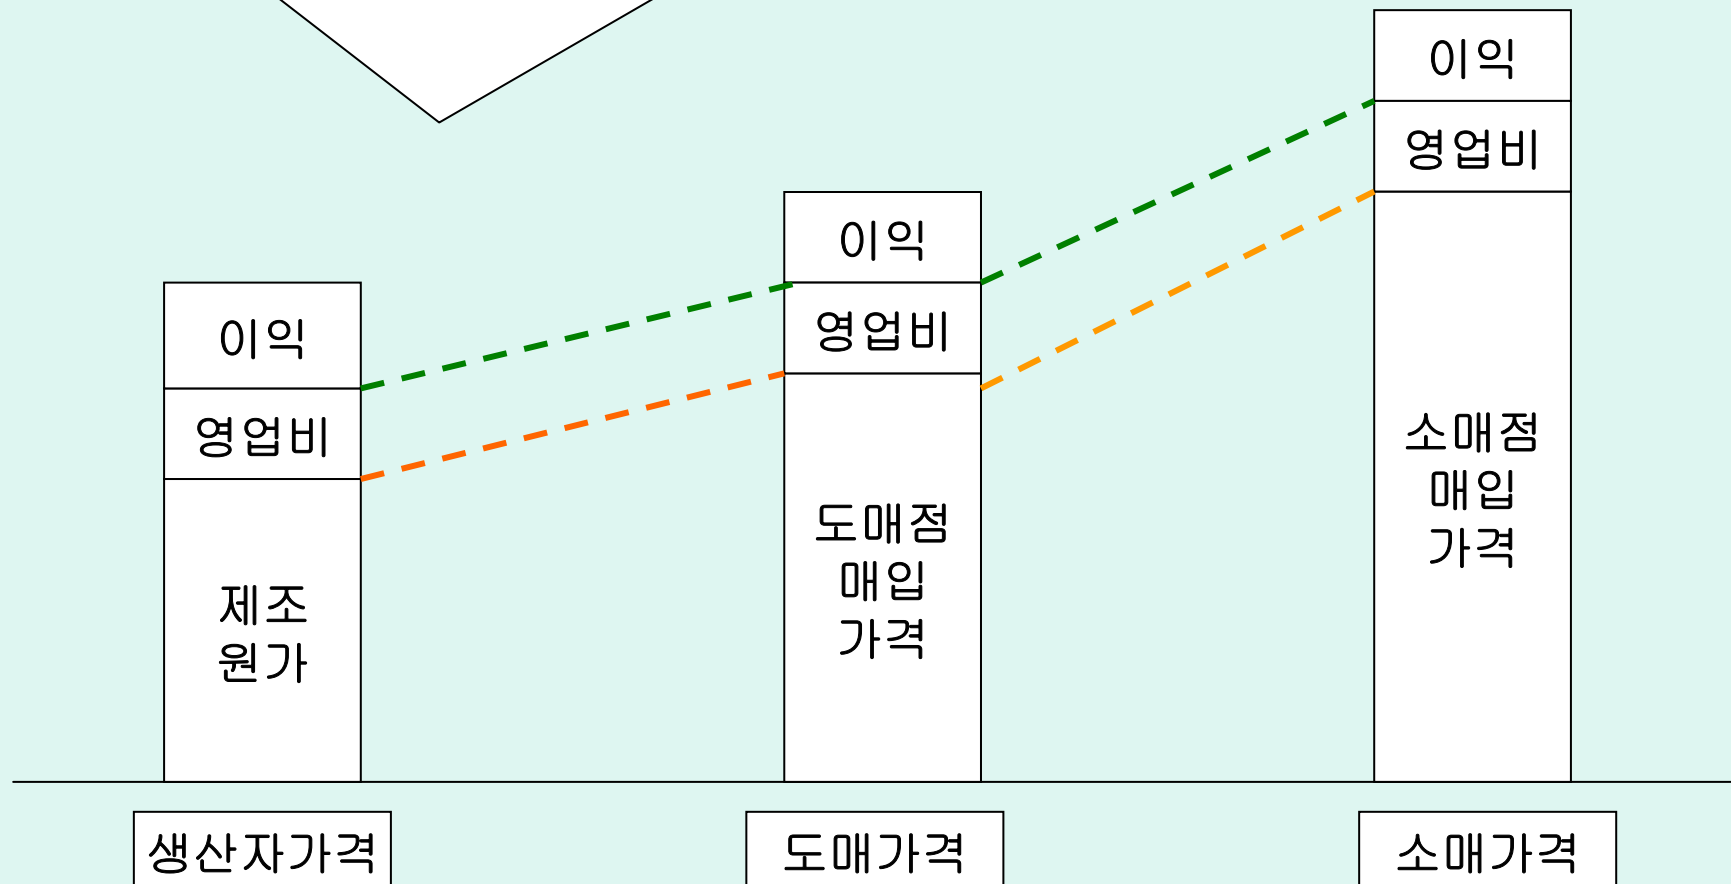 이익
영업비
제조
원가
생산자가격
이익
영업비
도매점
매입
가격
도매가격
이익
영업비
소매점
매입
가격
소매가격